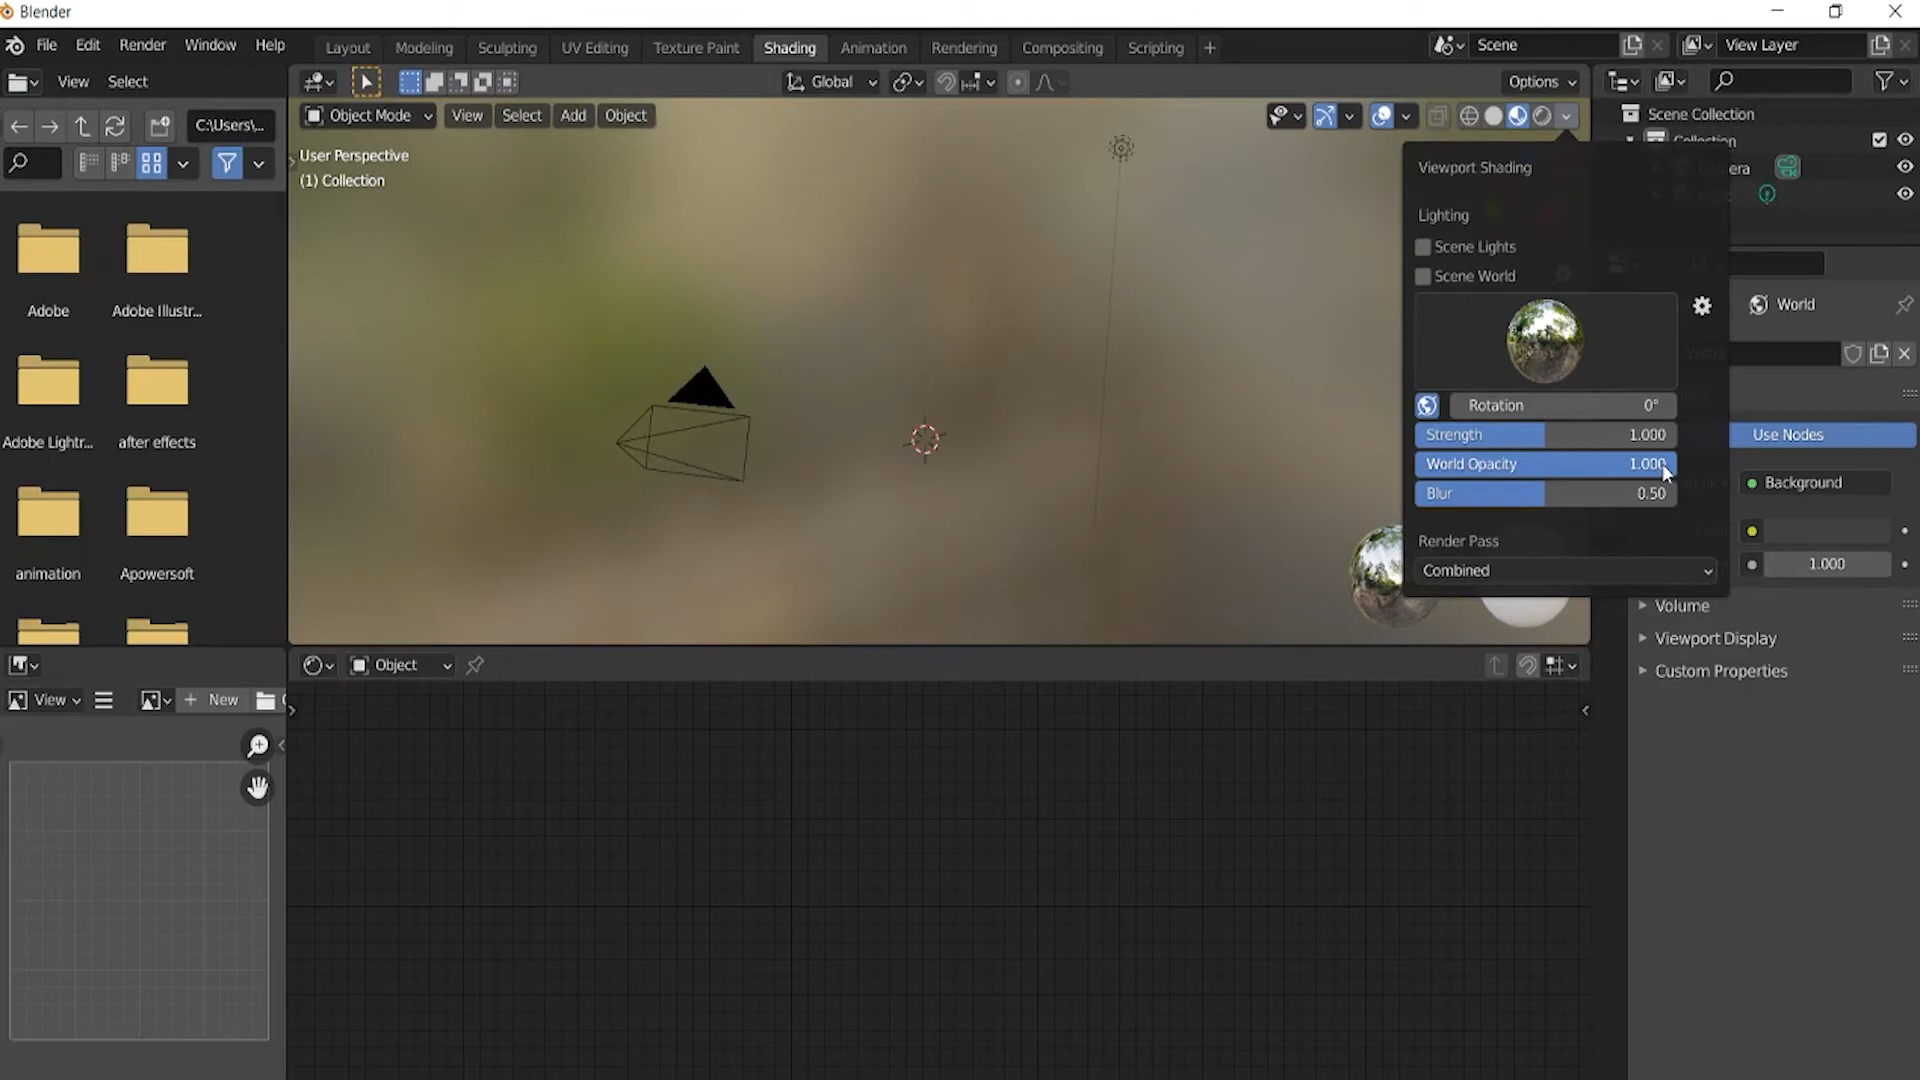 Blender
File Edit Render Window Help
Layout Modeling Sculpting UV Editing Texture Paint Shading Animation Rendering Compositing Scripting +
Scene
View Layer
View Select
Global
Options
C:\Users\...
Object Mode View Select Add Object
User Perspective
(1) Collection
Scene Collection
Collection
era
Viewport Shading
Lighting
Scene Lights
Scene World
Rotation 0°
Strength 1.000
World Opacity 1.000
Blur 0.50
Render Pass
Combined
World
Use Nodes
Background
1.000
Volume
Viewport Display
Custom Properties
Adobe
Adobe Illustr...
Adobe Lightr...
after effects
animation
Apowersoft
Object
View
+ New